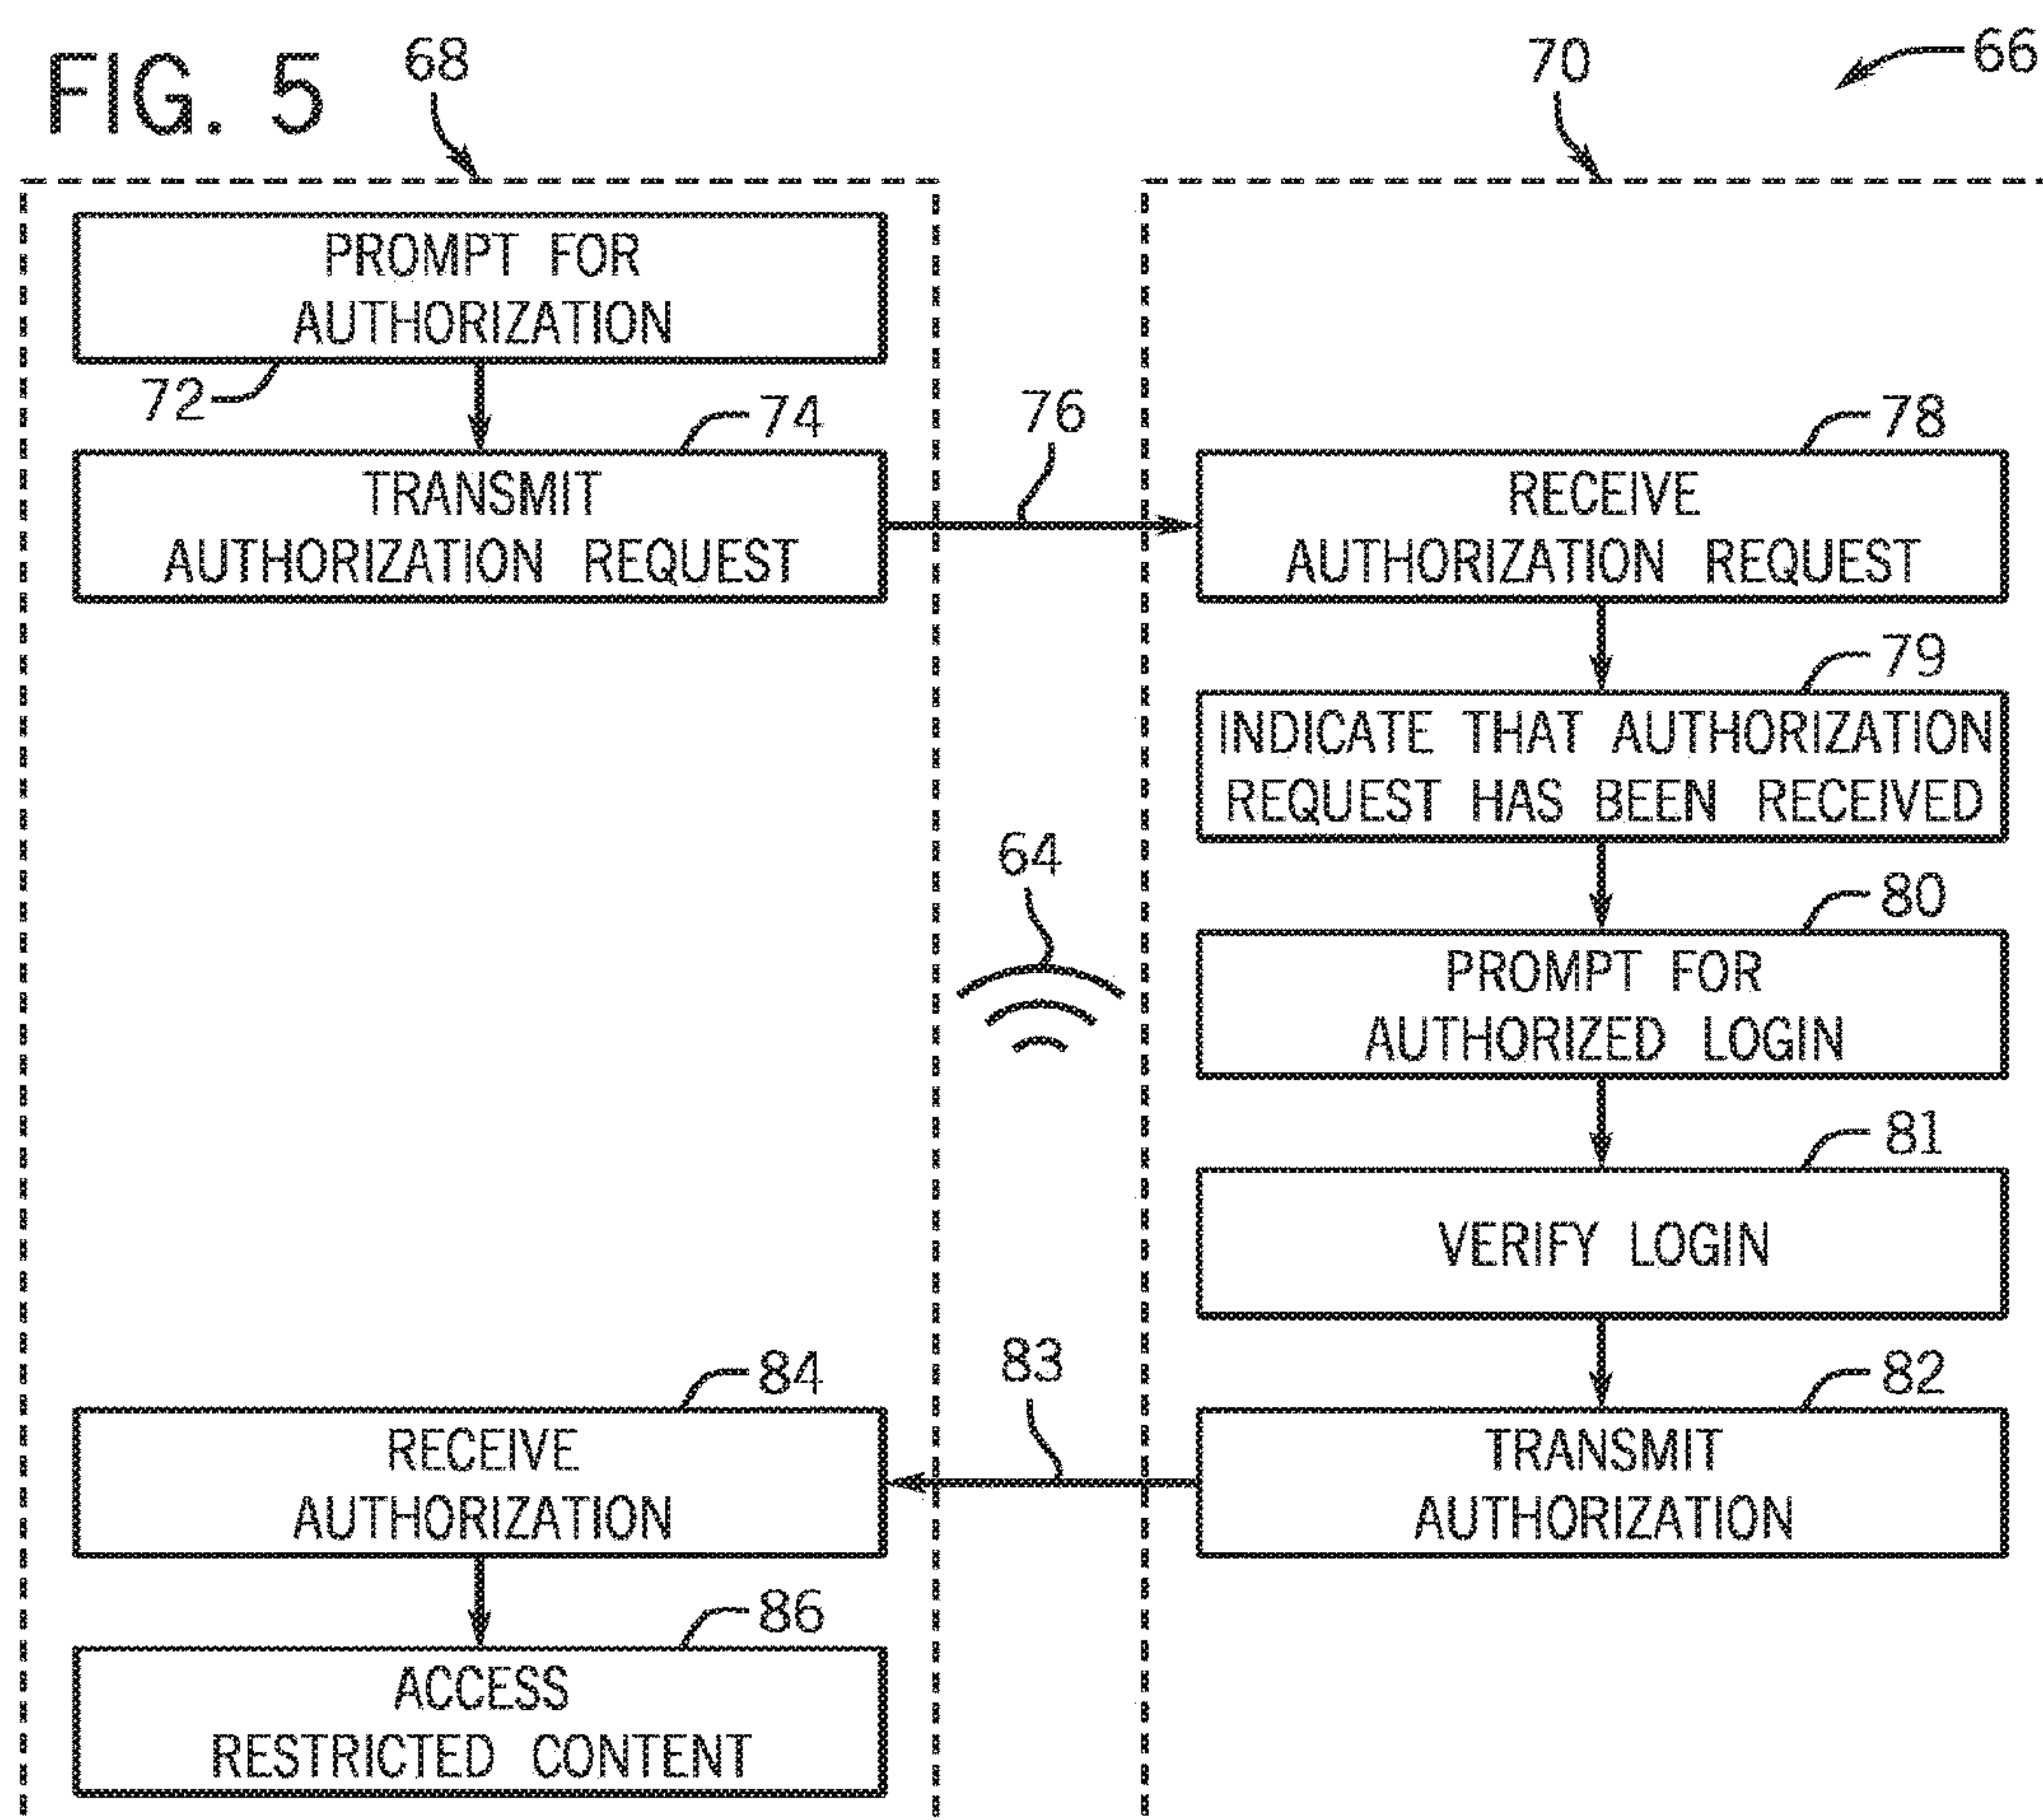 FIG. 5
68
70
66
PROMPT FOR
AUTHORIZATION
72
74
TRANSMIT
AUTHORIZATION REQUEST
76
78
RECEIVE
AUTHORIZATION REQUEST
79
INDICATE THAT AUTHORIZATION
REQUEST HAS BEEN RECEIVED
64
80
PROMPT FOR
AUTHORIZED LOGIN
81
VERIFY LOGIN
83
82
TRANSMIT
AUTHORIZATION
84
RECEIVE
AUTHORIZATION
86
ACCESS
RESTRICTED CONTENT